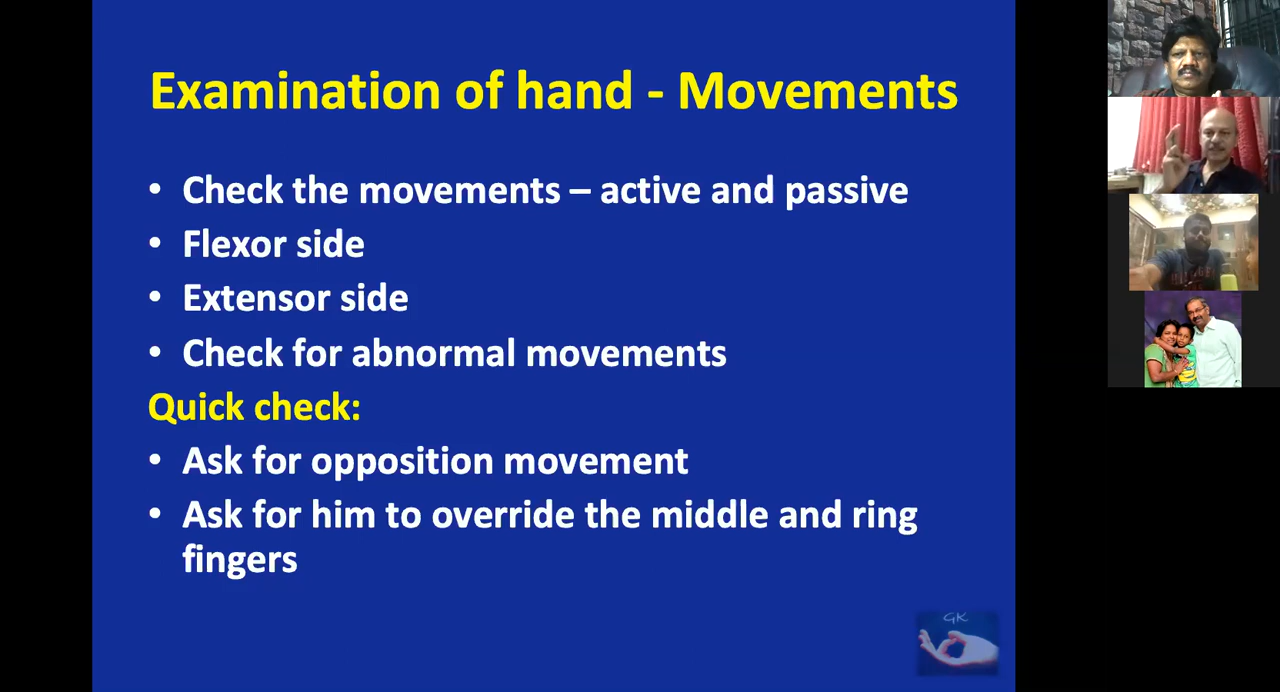 Examination of hand - Movements
• Check the movements – active and passive
• Flexor side
• Extensor side
• Check for abnormal movements
Quick check:
• Ask for opposition movement
• Ask for him to override the middle and ring
fingers
GK